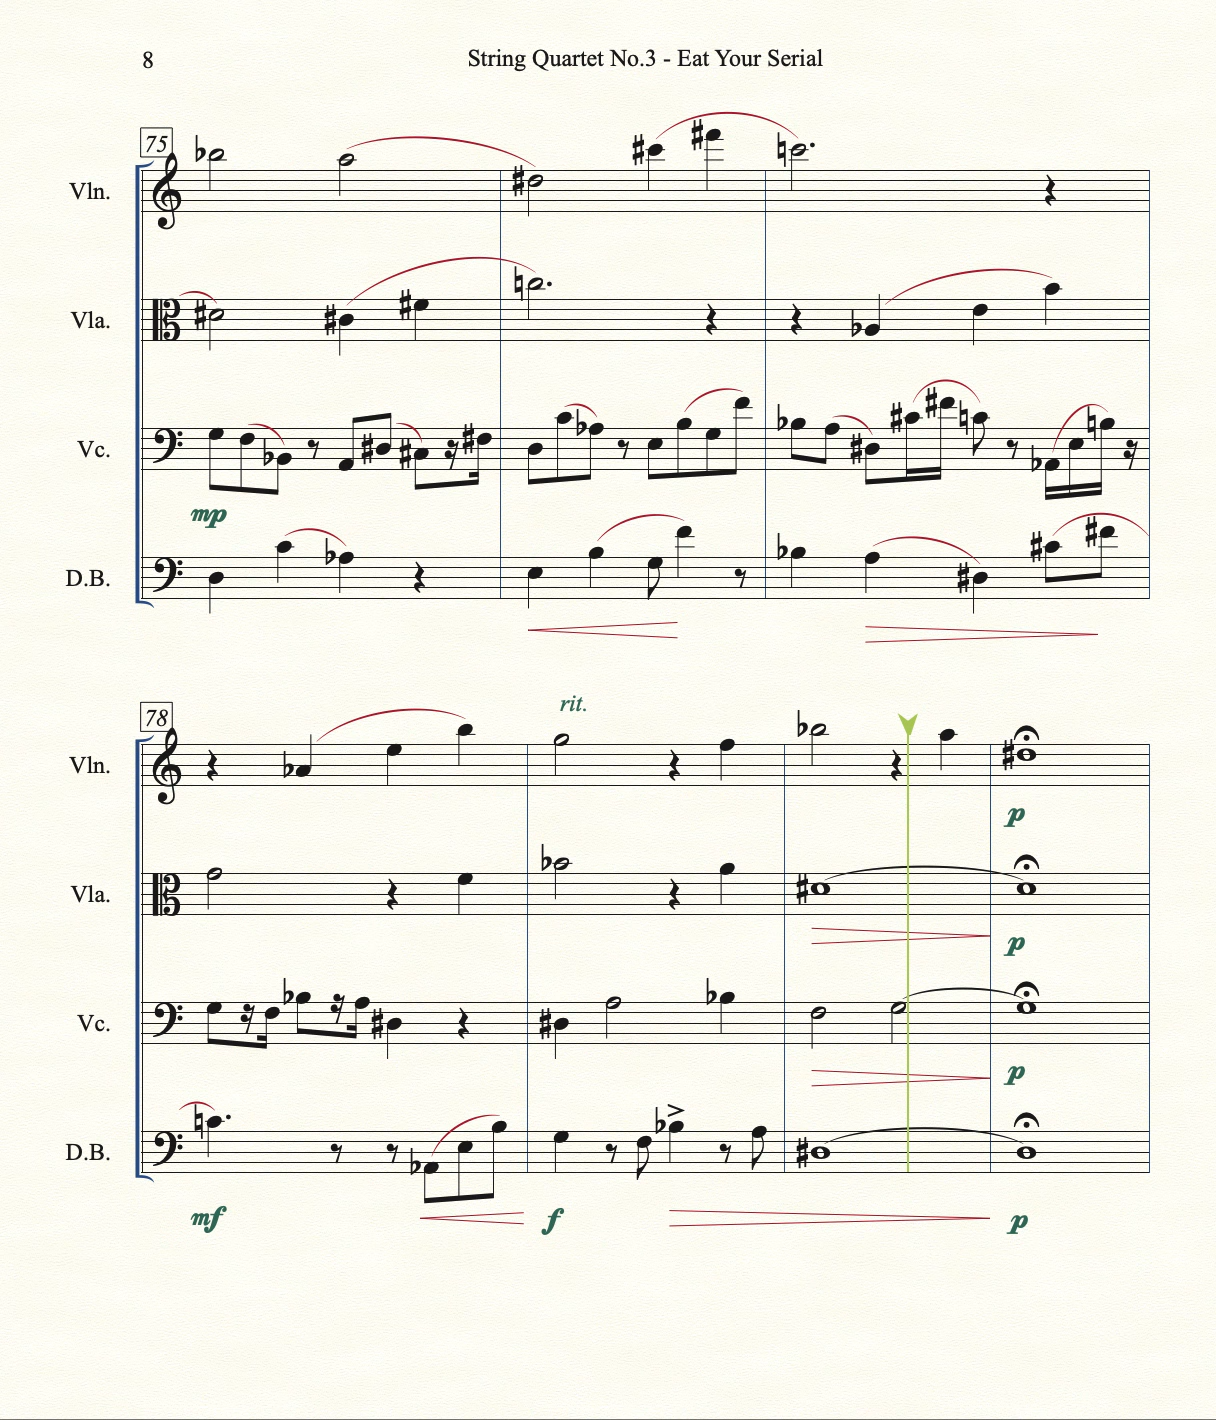 8
String Quartet No.3 - Eat Your Serial
75
Vln.
Vla.
Vc.
mp
D.B.
rit.
78
Vln.
p
Vla.
p
Vc.
p
D.B.
mf
f
p